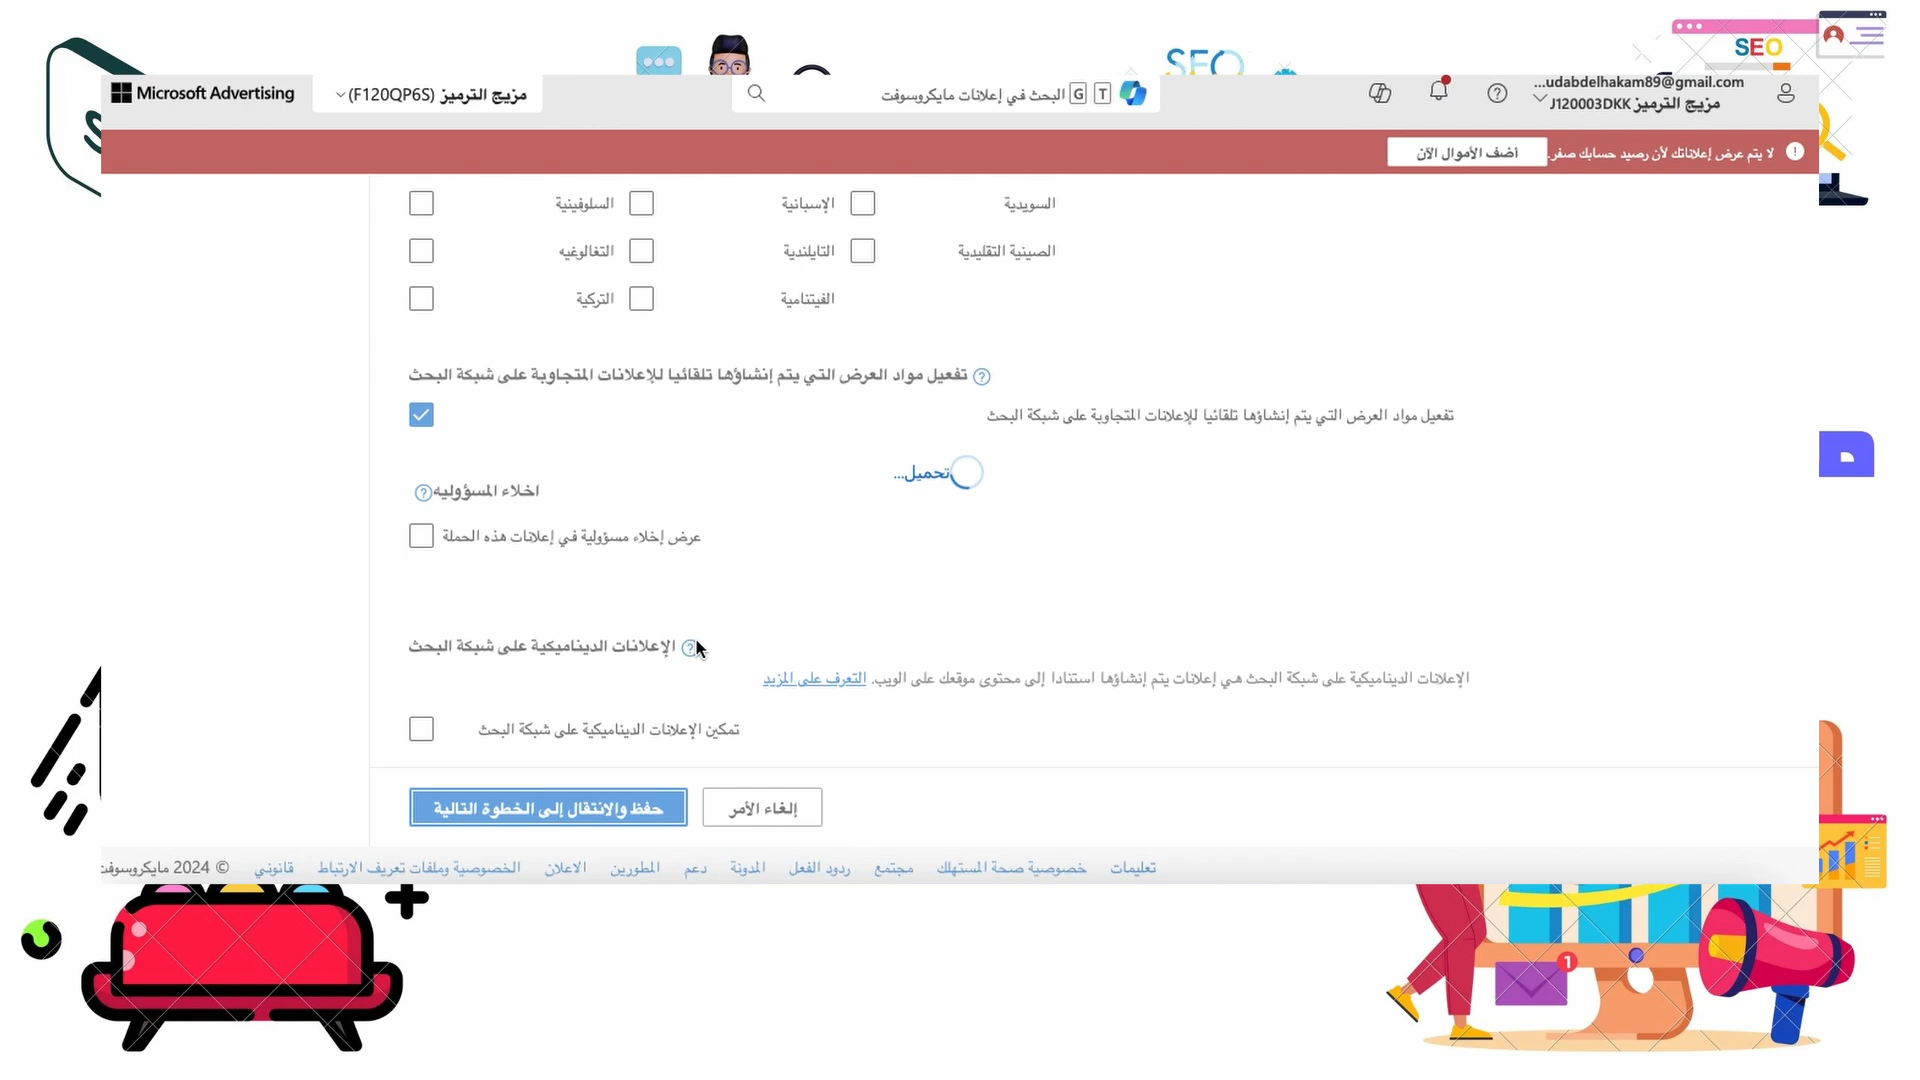 SEO
SEO
Microsoft Advertising
مزيج الترميز (F120QP6S)
البحث في إعلانات مايكروسوفت G T
...udabdelhakam89@gmail.com
مزيج الترميز J120003DKK
لا يتم عرض إعلاناتك لأن رصيد حسابك صفر.
أضف الأموال الآن
السلوفينية الإسبانية السويدية
التغالوغيه التايلندية الصينية التقليدية
التركية الفيتنامية
تفعيل مواد العرض التي يتم إنشاؤها تلقائيا للإعلانات المتجاوبة على شبكة البحث
تفعيل مواد العرض التي يتم إنشاؤها تلقائيا للإعلانات المتجاوبة على شبكة البحث
تحميل...
اخلاء المسؤوليه
عرض إخلاء مسؤولية في إعلانات هذه الحملة
الإعلانات الديناميكية على شبكة البحث
الإعلانات الديناميكية على شبكة البحث هي إعلانات يتم إنشاؤها استنادا إلى محتوى موقعك على الويب. التعرف على المزيد
تمكين الإعلانات الديناميكية على شبكة البحث
حفظ والانتقال إلى الخطوة التالية
إلغاء الأمر
© 2024 مايكروسوفت قانوني الخصوصية وملفات تعريف الارتباط الاعلان المطورين دعم المدونة ردود الفعل مجتمع خصوصية صحة المستهلك تعليمات
1